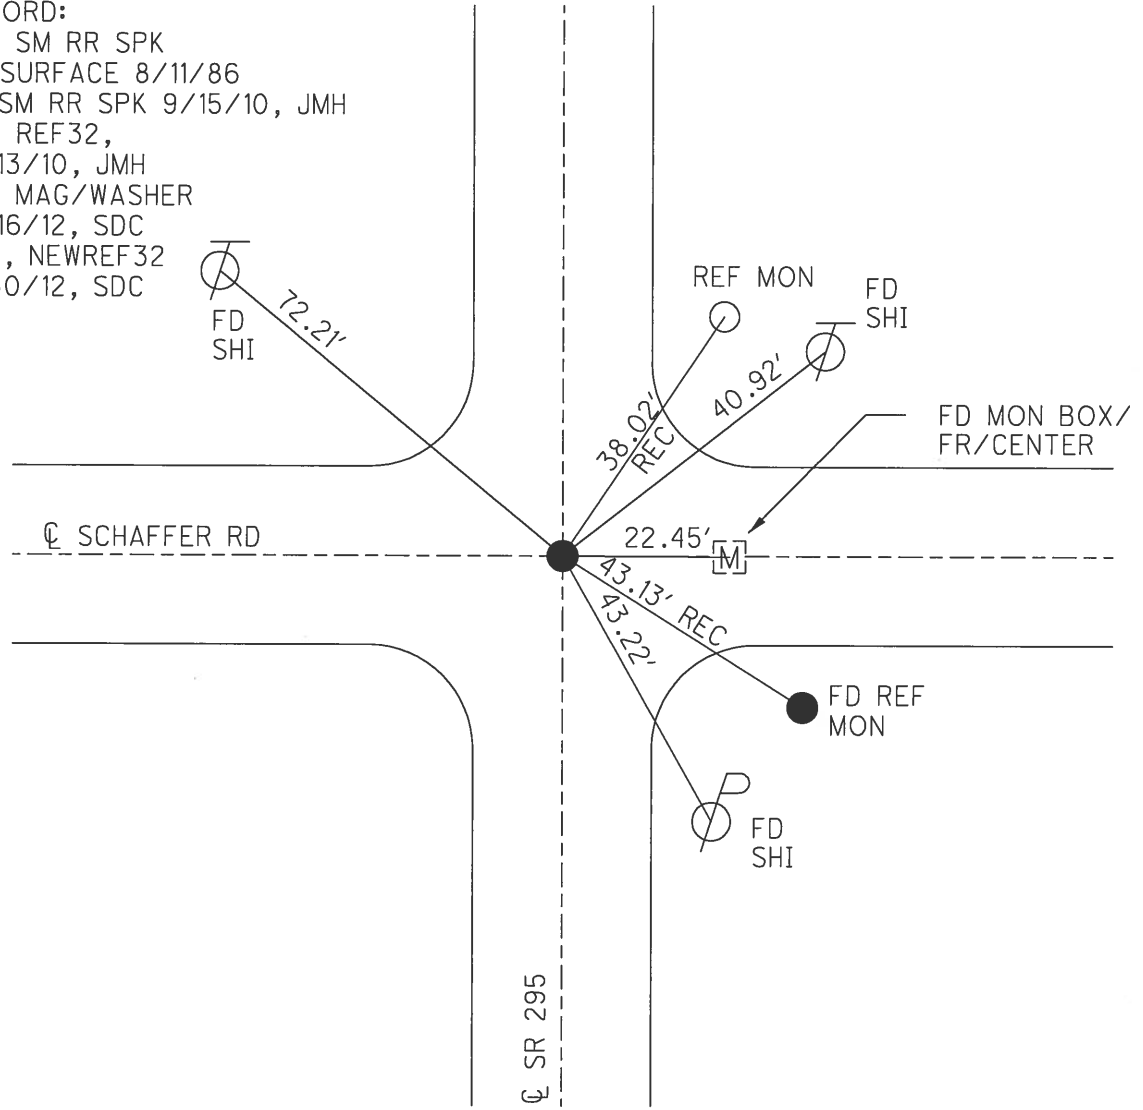 ORD:
SM RR SPK
SURFACE 8/11/86
SM RR SPK 9/15/10, JMH
REF32,
13/10, JMH
MAG/WASHER
16/12, SDC
, NEWREF32
0/12, SDC
FD
SHI
72.21′
REF MON
FD
SHI
38.02′
REC
40.92′
FD MON BOX/
FR/CENTER
℄ SCHAFFER RD
22.45′
M
43.13′ REC
43.22′
FD REF
MON
FD
SHI
℄ SR 295